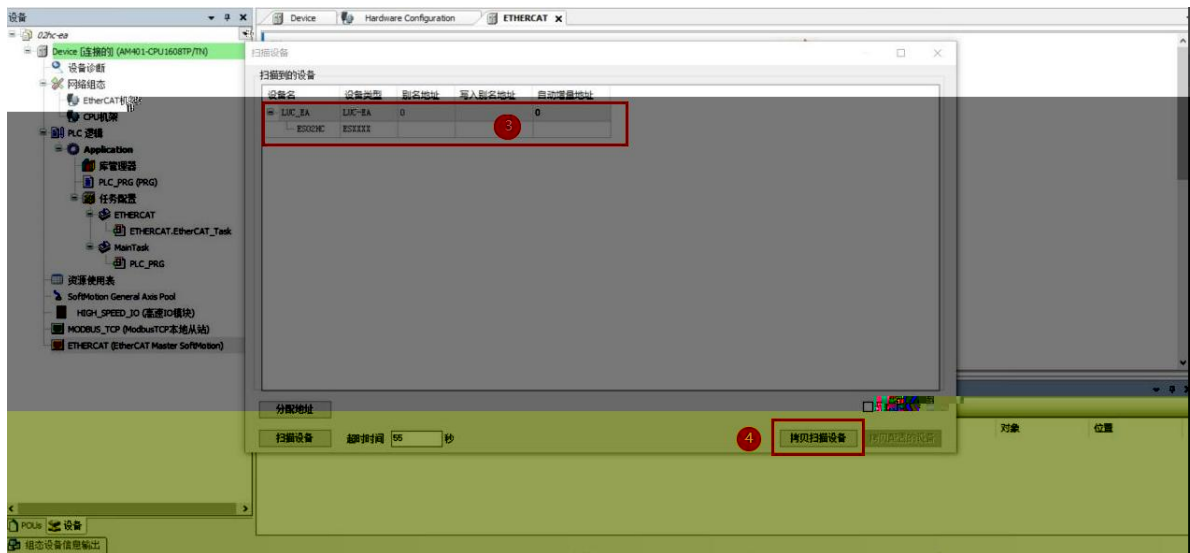 设备
Device
Hardware Configuration
ETHERCAT
02hc-ea
Device [连接的] (AM401-CPU1608TP/TN)
设备诊断
网络组态
EtherCAT机架
CPU机架
PLC 逻辑
Application
库管理器
PLC_PRG (PRG)
任务配置
ETHERCAT
ETHERCAT.EtherCAT_Task
MainTask
PLC_PRG
资源使用表
SoftMotion General Axis Pool
HIGH_SPEED_IO (高速IO模块)
MODBUS_TCP (ModbusTCP本地从站)
ETHERCAT (EtherCAT Master SoftMotion)
扫描设备
扫描到的设备
设备名 设备类型 别名地址 写入别名地址 自动增量地址
LUC_EA LUC-EA 0 0
ES02HC ESXXXX
3
分配地址
扫描设备 超时时间 55 秒
4 拷贝扫描设备 拷贝配置的设备
对象 位置
POUs 设备
组态设备信息输出